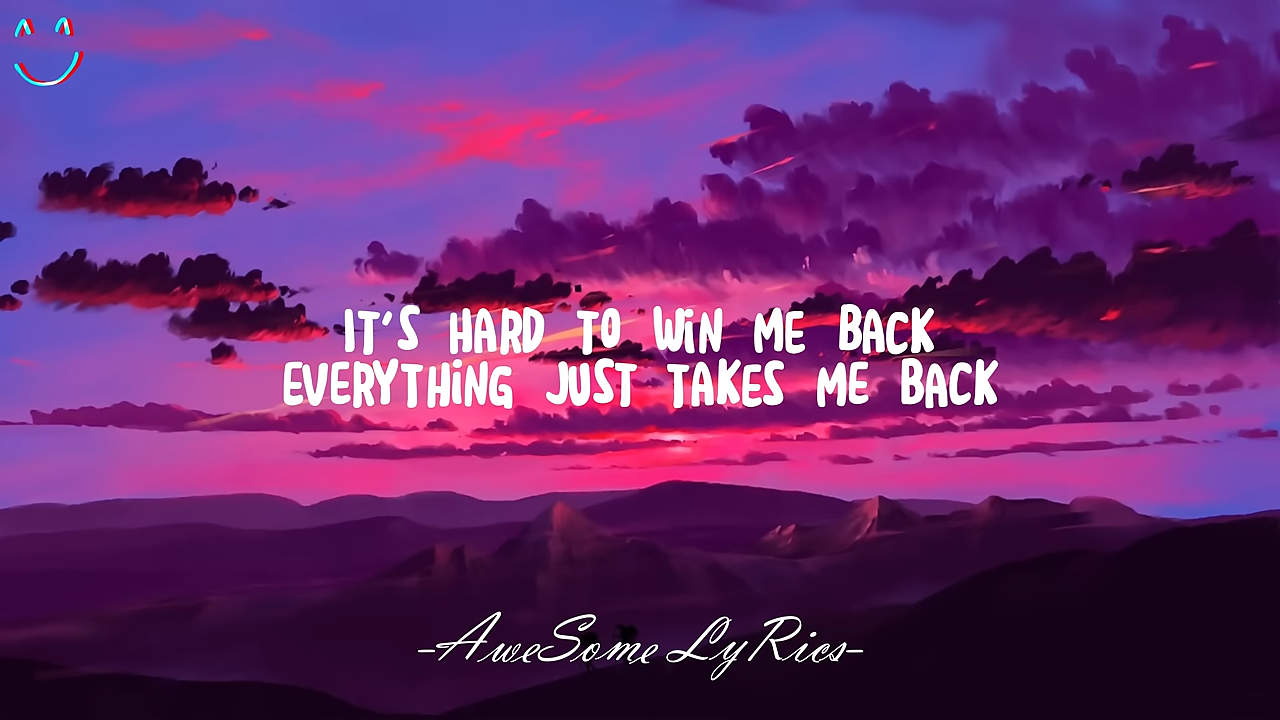 IT'S HARD TO WiN ME BACK
EVERYTHiNG JUST TAKES ME BACK
-AweSome LyRics-